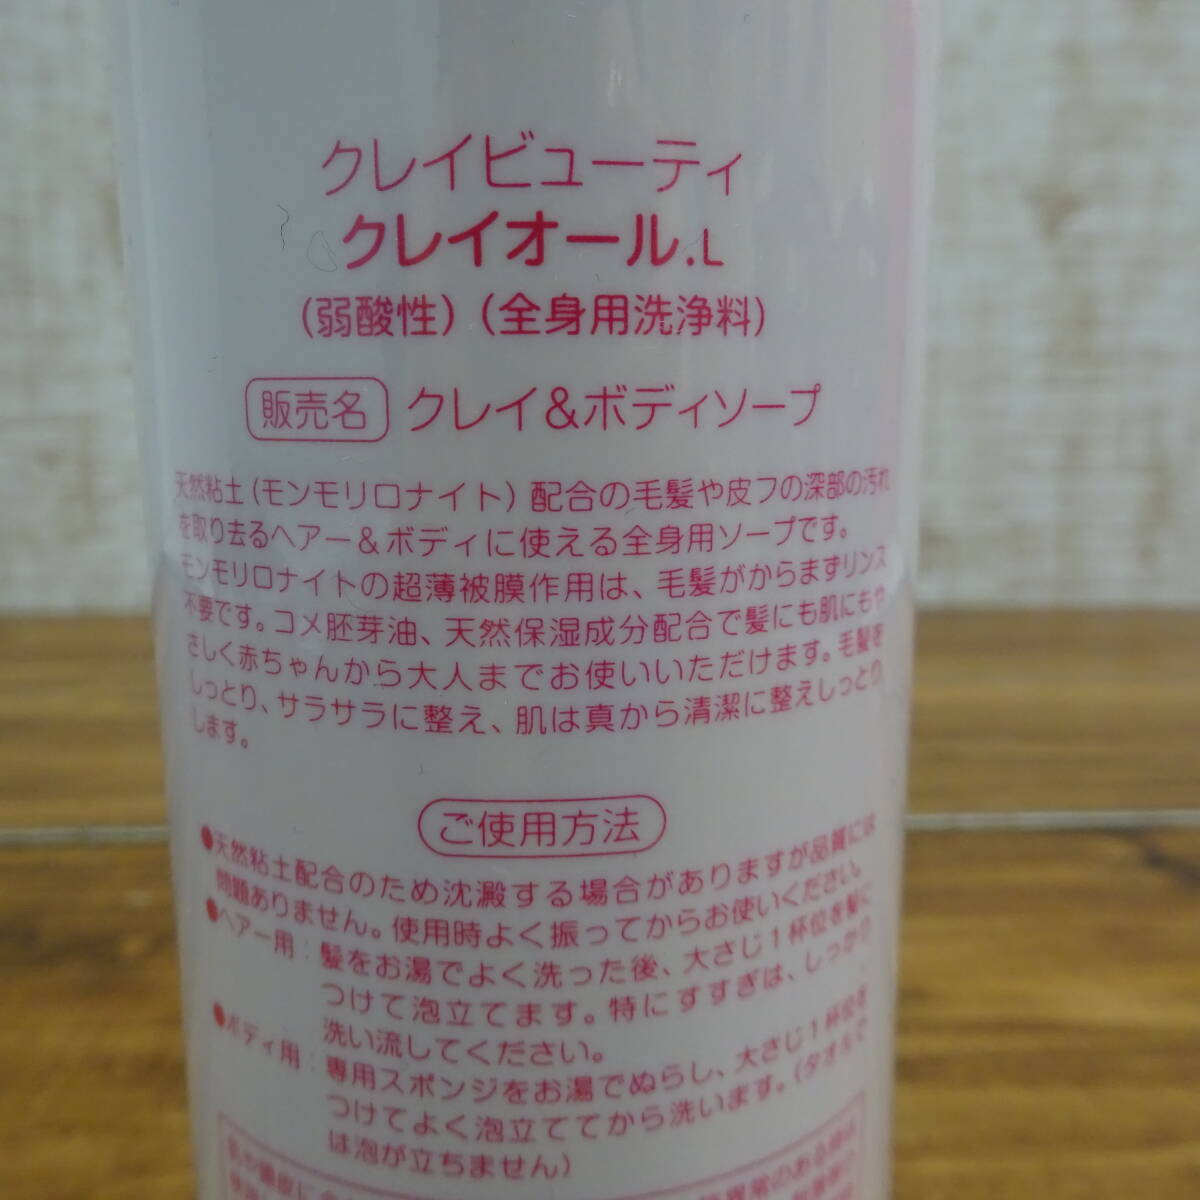 クレイビューティ
クレイオール.L
(弱酸性)(全身用洗浄料)
販売名 クレイ&ボディソープ
天然粘土(モンモリロナイト)配合の毛髪や皮フの深部の汚れ
を取り去るヘアー&ボディに使える全身用ソープです。
モンモリロナイトの超薄被膜作用は、毛髪がからまずリンス
不要です。コメ胚芽油、天然保湿成分配合で髪にも肌にもや
さしく赤ちゃんから大人までお使いいただけます。毛髪を
しっとり、サラサラに整え、肌は真から清潔に整えしっとり
します。
ご使用方法
●天然粘土配合のため沈澱する場合がありますが品質には
問題ありません。使用時よく振ってからお使いください。
●ヘアー用:髪をお湯でよく洗った後、大さじ1杯位を髪に
つけて泡立てます。特にすすぎは、しっかり
洗い流してください。
●ボディ用:専用スポンジをお湯でぬらし、大さじ1杯位を
つけてよく泡立ててから洗います。(タオルで
は泡が立ちません)